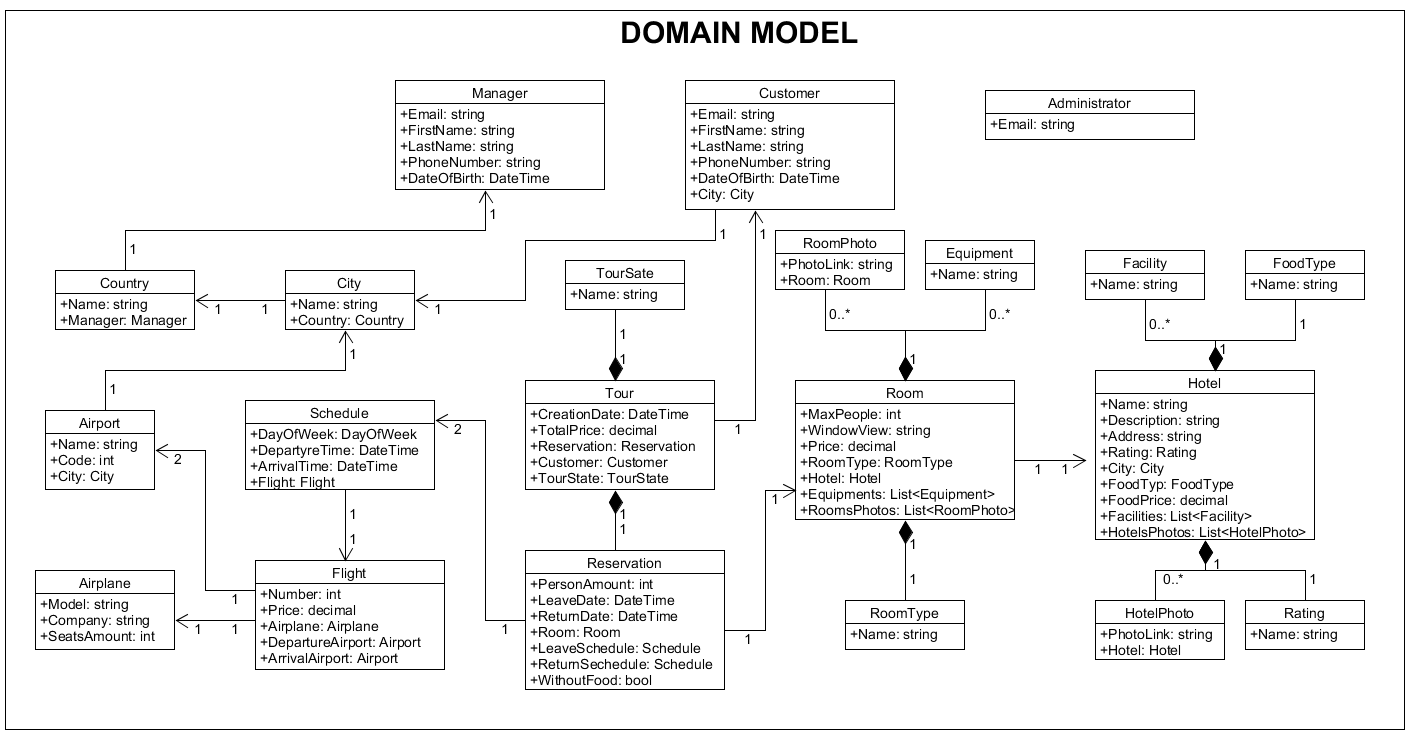 DOMAIN MODEL
Manager
+Email: string
+FirstName: string
+LastName: string
+PhoneNumber: string
+DateOfBirth: DateTime
Customer
+Email: string
+FirstName: string
+LastName: string
+PhoneNumber: string
+DateOfBirth: DateTime
+City: City
Administrator
+Email: string
1
1
1
1
RoomPhoto
+PhotoLink: string
+Room: Room
Equipment
+Name: string
Facility
+Name: string
FoodType
+Name: string
Country
+Name: string
+Manager: Manager
1
1
City
+Name: string
+Country: Country
1
TourSate
+Name: string
0..*
0..*
0..*
1
1
1
1
1
1
1
1
Airport
+Name: string
+Code: int
+City: City
2
Schedule
+DayOfWeek: DayOfWeek
+DepartyreTime: DateTime
+ArrivalTime: DateTime
+Flight: Flight
2
Tour
+CreationDate: DateTime
+TotalPrice: decimal
+Reservation: Reservation
+Customer: Customer
+TourState: TourState
1
Room
+MaxPeople: int
+WindowView: string
+Price: decimal
+RoomType: RoomType
+Hotel: Hotel
+Equipments: List<Equipment>
+RoomsPhotos: List<RoomPhoto>
1
1
Hotel
+Name: string
+Description: string
+Address: string
+Rating: Rating
+City: City
+FoodTyp: FoodType
+FoodPrice: decimal
+Facilities: List<Facility>
+HotelsPhotos: List<HotelPhoto>
1
1
1
1
1
1
1
1
1
0..*
1
Airplane
+Model: string
+Company: string
+SeatsAmount: int
1
1
1
Flight
+Number: int
+Price: decimal
+Airplane: Airplane
+DepartureAirport: Airport
+ArrivalAirport: Airport
1
Reservation
+PersonAmount: int
+LeaveDate: DateTime
+ReturnDate: DateTime
+Room: Room
+LeaveSchedule: Schedule
+ReturnSechedule: Schedule
+WithoutFood: bool
1
RoomType
+Name: string
HotelPhoto
+PhotoLink: string
+Hotel: Hotel
Rating
+Name: string